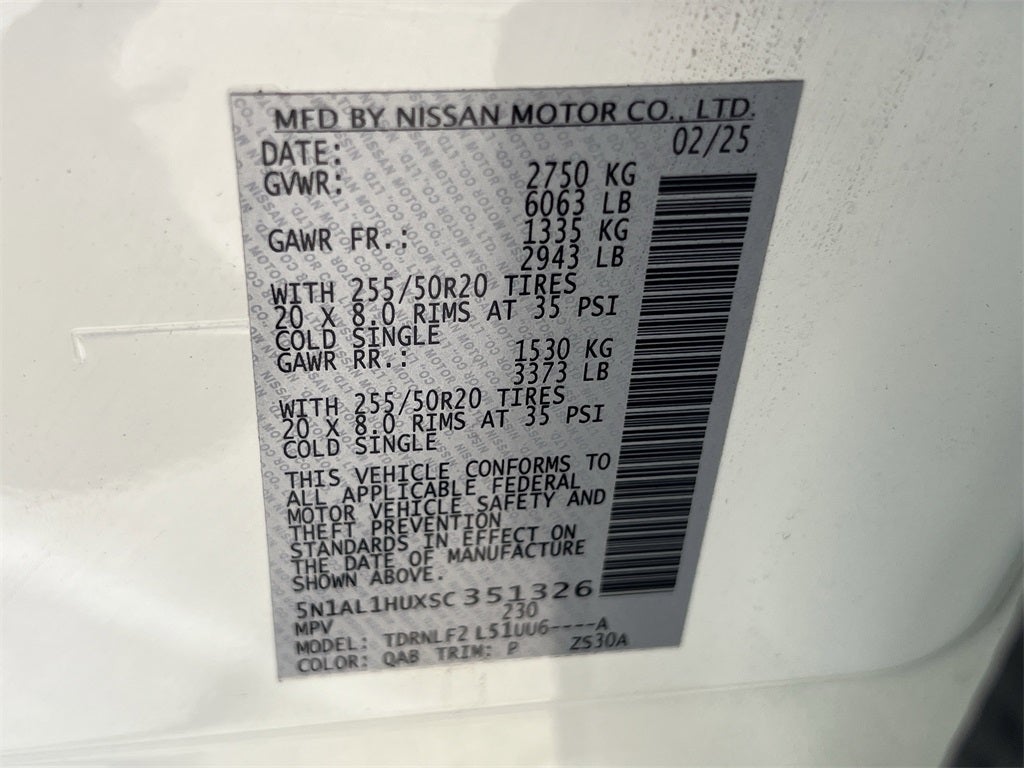 MFD BY NISSAN MOTOR CO., LTD.
DATE: 02/25
GVWR: 2750 KG
6063 LB
GAWR FR.: 1335 KG
2943 LB
WITH 255/50R20 TIRES
20 X 8.0 RIMS AT 35 PSI
COLD SINGLE
GAWR RR.: 1530 KG
3373 LB
WITH 255/50R20 TIRES
20 X 8.0 RIMS AT 35 PSI
COLD SINGLE
THIS VEHICLE CONFORMS TO
ALL APPLICABLE FEDERAL
MOTOR VEHICLE SAFETY AND
THEFT PREVENTION
STANDARDS IN EFFECT ON
THE DATE OF MANUFACTURE
SHOWN ABOVE.
5N1AL1HUXSC351326
MPV 230
MODEL: TDRNLF2 L51UU6----A
COLOR: QAB TRIM: P ZS30A